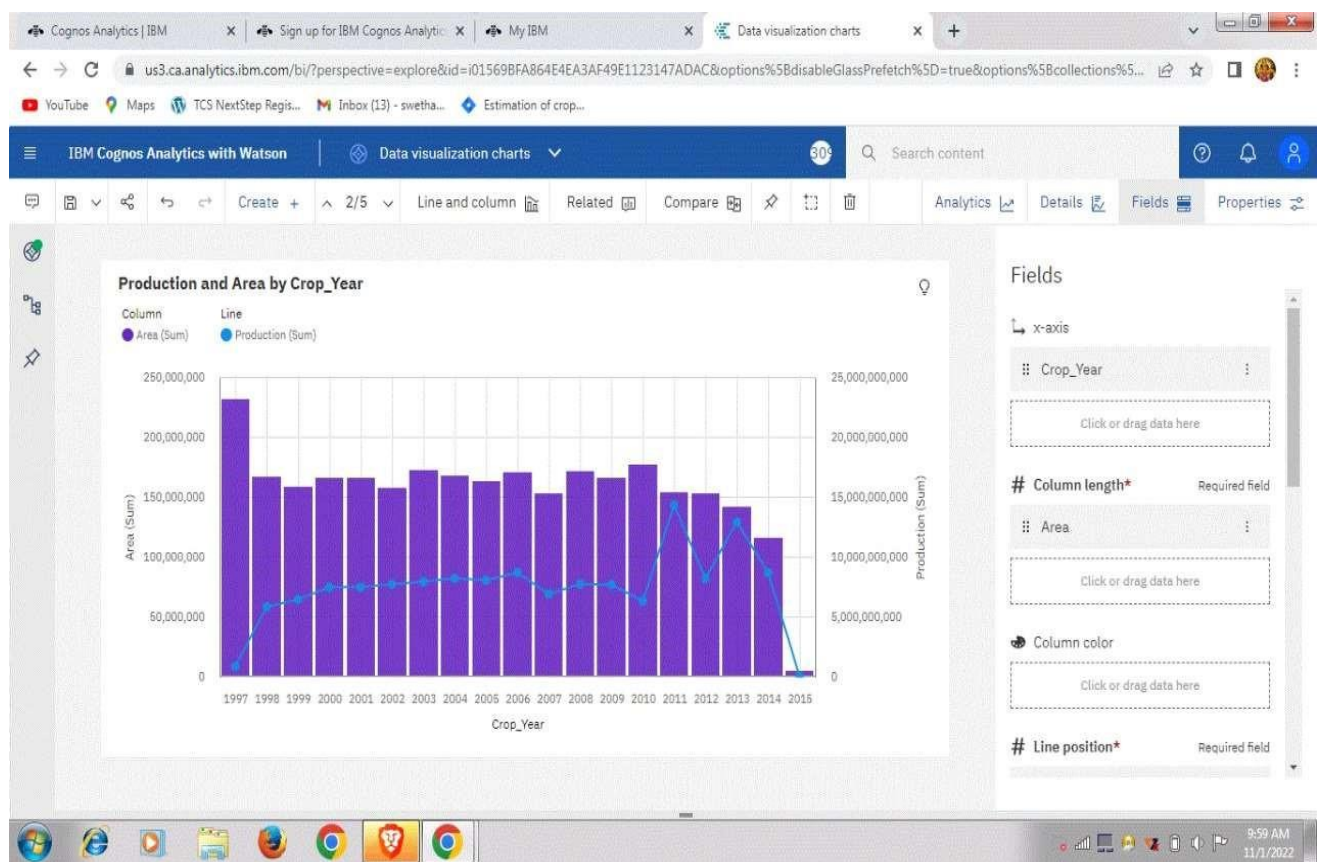 Cognos Analytics | IBM
Sign up for IBM Cognos Analytic
My IBM
Data visualization charts
us3.ca.analytics.ibm.com/bi/?perspective=explore&id=i01569BFA864E4EA3AF49E1123147ADAC&options%5BdisableGlassPrefetch%5D=true&options%5Bcollections%5...
YouTube Maps TCS NextStep Regis... Inbox (13) - swetha... Estimation of crop...
IBM Cognos Analytics with Watson Data visualization charts Search content
Create + 2/5 Line and column Related Compare Analytics Details Fields Properties
Production and Area by Crop_Year
Column Line
Area (Sum) Production (Sum)
250,000,000
200,000,000
150,000,000
100,000,000
50,000,000
0
Area (Sum)
25,000,000,000
20,000,000,000
15,000,000,000
10,000,000,000
5,000,000,000
0
Production (Sum)
1997 1998 1999 2000 2001 2002 2003 2004 2005 2006 2007 2008 2009 2010 2011 2012 2013 2014 2015
Crop_Year
Fields
x-axis
Crop_Year
Click or drag data here
# Column length* Required field
Area
Click or drag data here
Column color
Click or drag data here
# Line position* Required field
9:59 AM
11/1/2022